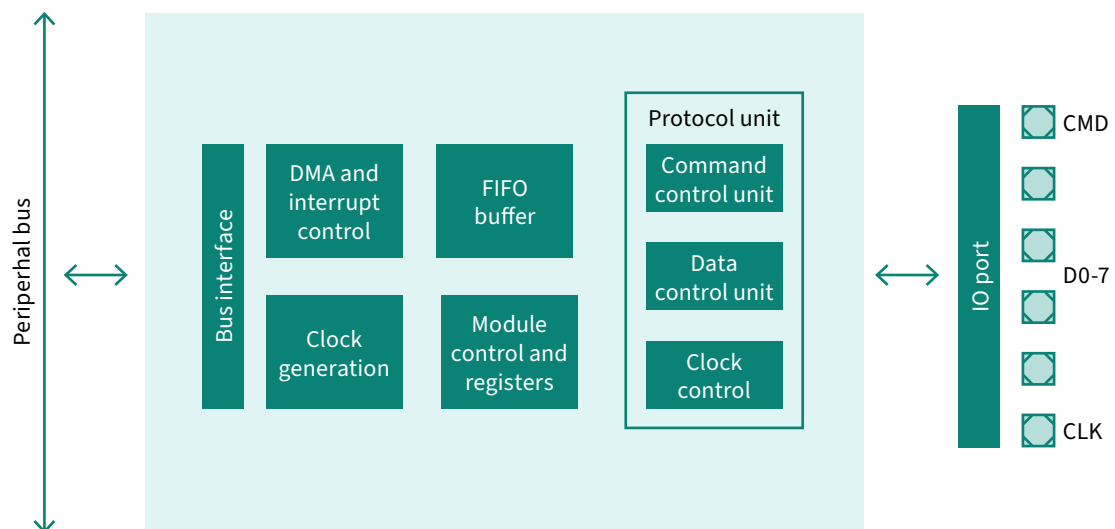 Periperhal bus
Bus interface
DMA and
interrupt
control
FIFO
buffer
Clock
generation
Module
control and
registers
Protocol unit
Command
control unit
Data
control unit
Clock
control
IO port
CMD
D0-7
CLK